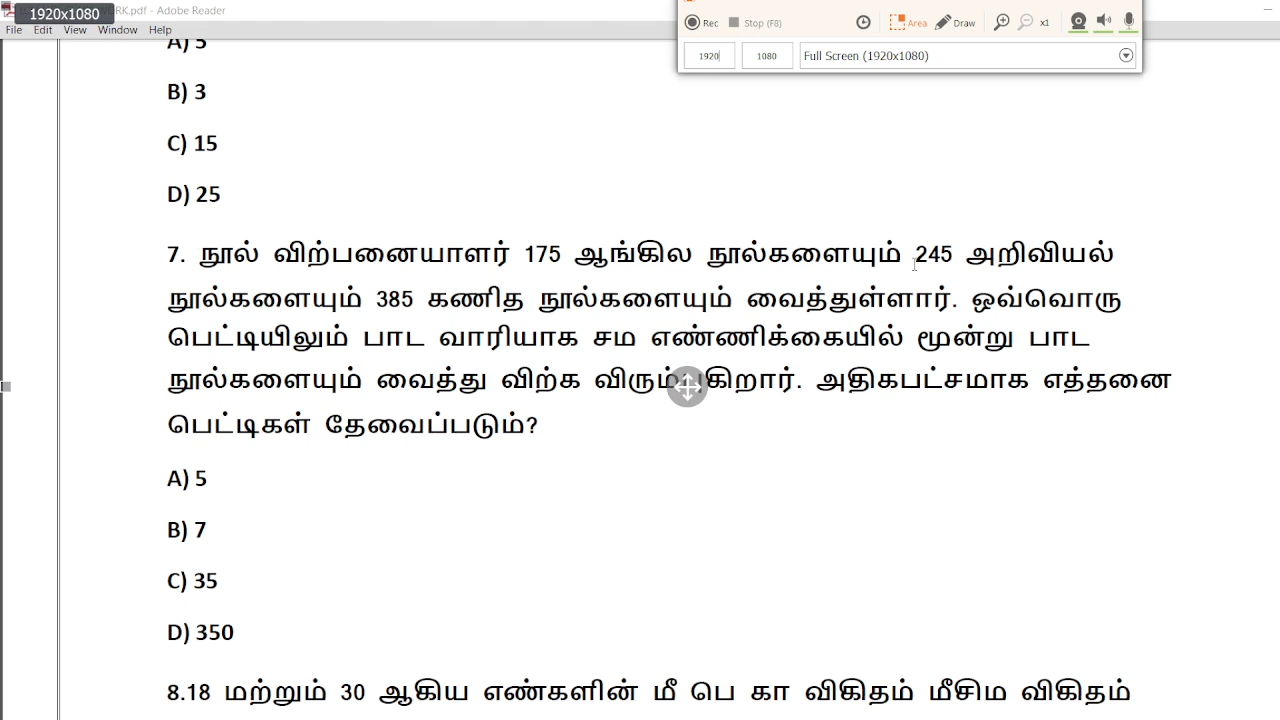 1920x1080
RK.pdf - Adobe Reader
File Edit View Window Help
Rec Stop (F8) Area Draw x1
1920 1080 Full Screen (1920x1080)
A) 5
B) 3
C) 15
D) 25
7. நூல் விற்பனையாளர் 175 ஆங்கில நூல்களையும் 245 அறிவியல்
நூல்களையும் 385 கணித நூல்களையும் வைத்துள்ளார். ஒவ்வொரு
பெட்டியிலும் பாட வாரியாக சம எண்ணிக்கையில் மூன்று பாட
நூல்களையும் வைத்து விற்க விரும்புகிறார். அதிகபட்சமாக எத்தனை
பெட்டிகள் தேவைப்படும்?
A) 5
B) 7
C) 35
D) 350
8.18 மற்றும் 30 ஆகிய எண்களின் மீ பெ கா விகிதம் மீசிம விகிதம்